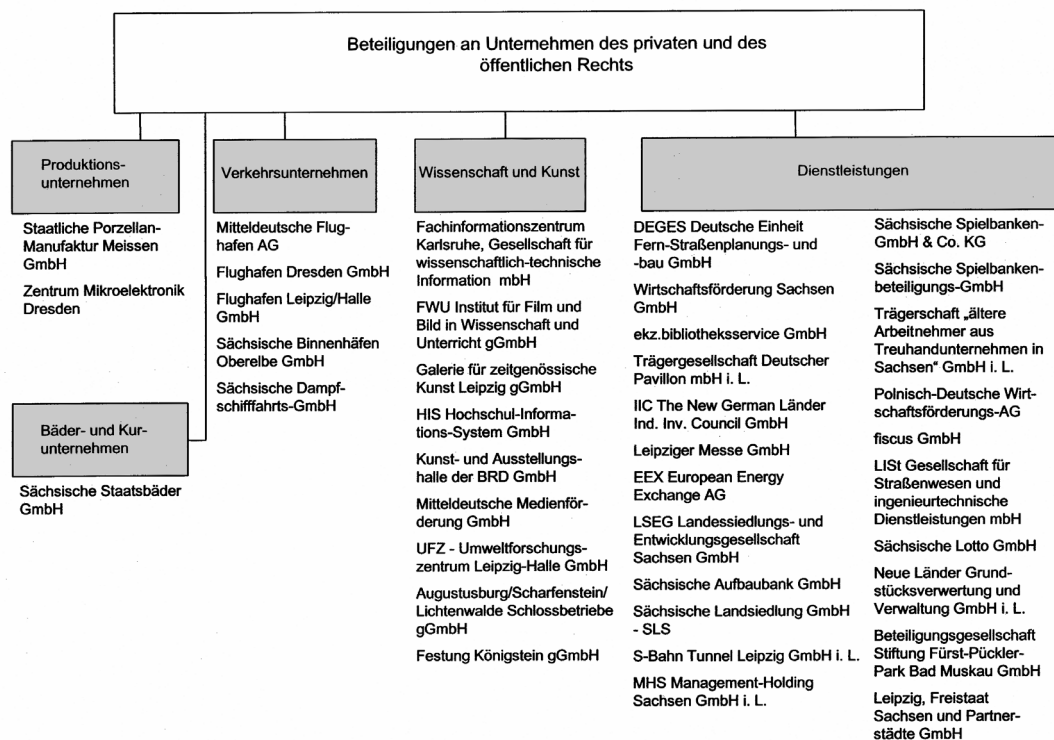 Beteiligungen an Unternehmen des privaten und des
öffentlichen Rechts
Produktions-
unternehmen
Staatliche Porzellan-
Manufaktur Meissen
GmbH
Zentrum Mikroelektronik
Dresden
Bäder- und Kur-
unternehmen
Sächsische Staatsbäder
GmbH
Verkehrsunternehmen
Mitteldeutsche Flug-
hafen AG
Flughafen Dresden GmbH
Flughafen Leipzig/Halle
GmbH
Sächsische Binnenhäfen
Oberelbe GmbH
Sächsische Dampf-
schifffahrts-GmbH
Wissenschaft und Kunst
Fachinformationszentrum
Karlsruhe, Gesellschaft für
wissenschaftlich-technische
Information mbH
FWU Institut für Film und
Bild in Wissenschaft und
Unterricht gGmbH
Galerie für zeitgenössische
Kunst Leipzig gGmbH
HIS Hochschul-Informa-
tions-System GmbH
Kunst- und Ausstellungs-
halle der BRD GmbH
Mitteldeutsche Medienför-
derung GmbH
UFZ - Umweltforschungs-
zentrum Leipzig-Halle GmbH
Augustusburg/Scharfenstein/
Lichtenwalde Schlossbetriebe
gGmbH
Festung Königstein gGmbH
Dienstleistungen
DEGES Deutsche Einheit
Fern-Straßenplanungs- und
-bau GmbH
Wirtschaftsförderung Sachsen
GmbH
ekz.bibliotheksservice GmbH
Trägergesellschaft Deutscher
Pavillon mbH i. L.
IIC The New German Länder
Ind. Inv. Council GmbH
Leipziger Messe GmbH
EEX European Energy
Exchange AG
LSEG Landessiedlungs- und
Entwicklungsgesellschaft
Sachsen GmbH
Sächsische Aufbaubank GmbH
Sächsische Landsiedlung GmbH
- SLS
S-Bahn Tunnel Leipzig GmbH i. L.
MHS Management-Holding
Sachsen GmbH i. L.
Sächsische Spielbanken-
GmbH & Co. KG
Sächsische Spielbanken-
beteiligungs-GmbH
Trägerschaft „ältere
Arbeitnehmer aus
Treuhandunternehmen in
Sachsen" GmbH i. L.
Polnisch-Deutsche Wirt-
schaftsförderungs-AG
fiscus GmbH
LISt Gesellschaft für
Straßenwesen und
ingenieurtechnische
Dienstleistungen mbH
Sächsische Lotto GmbH
Neue Länder Grund-
stücksverwertung und
Verwaltung GmbH i. L.
Beteiligungsgesellschaft
Stiftung Fürst-Pückler-
Park Bad Muskau GmbH
Leipzig, Freistaat
Sachsen und Partner-
städte GmbH